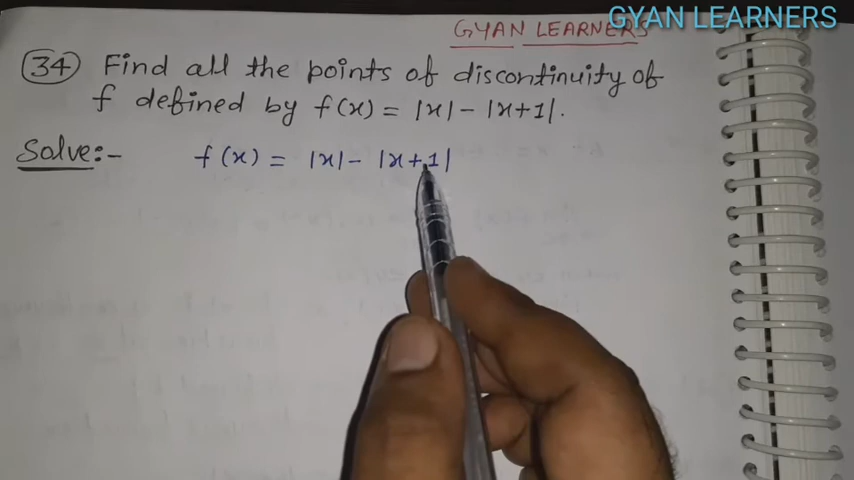 GYAN LEARNERS
GYAN LEARNERS
34 Find all the points of discontinuity of
f defined by f(x) = |x| - |x+1|.
Solve:- f(x) = |x| - |x+1|